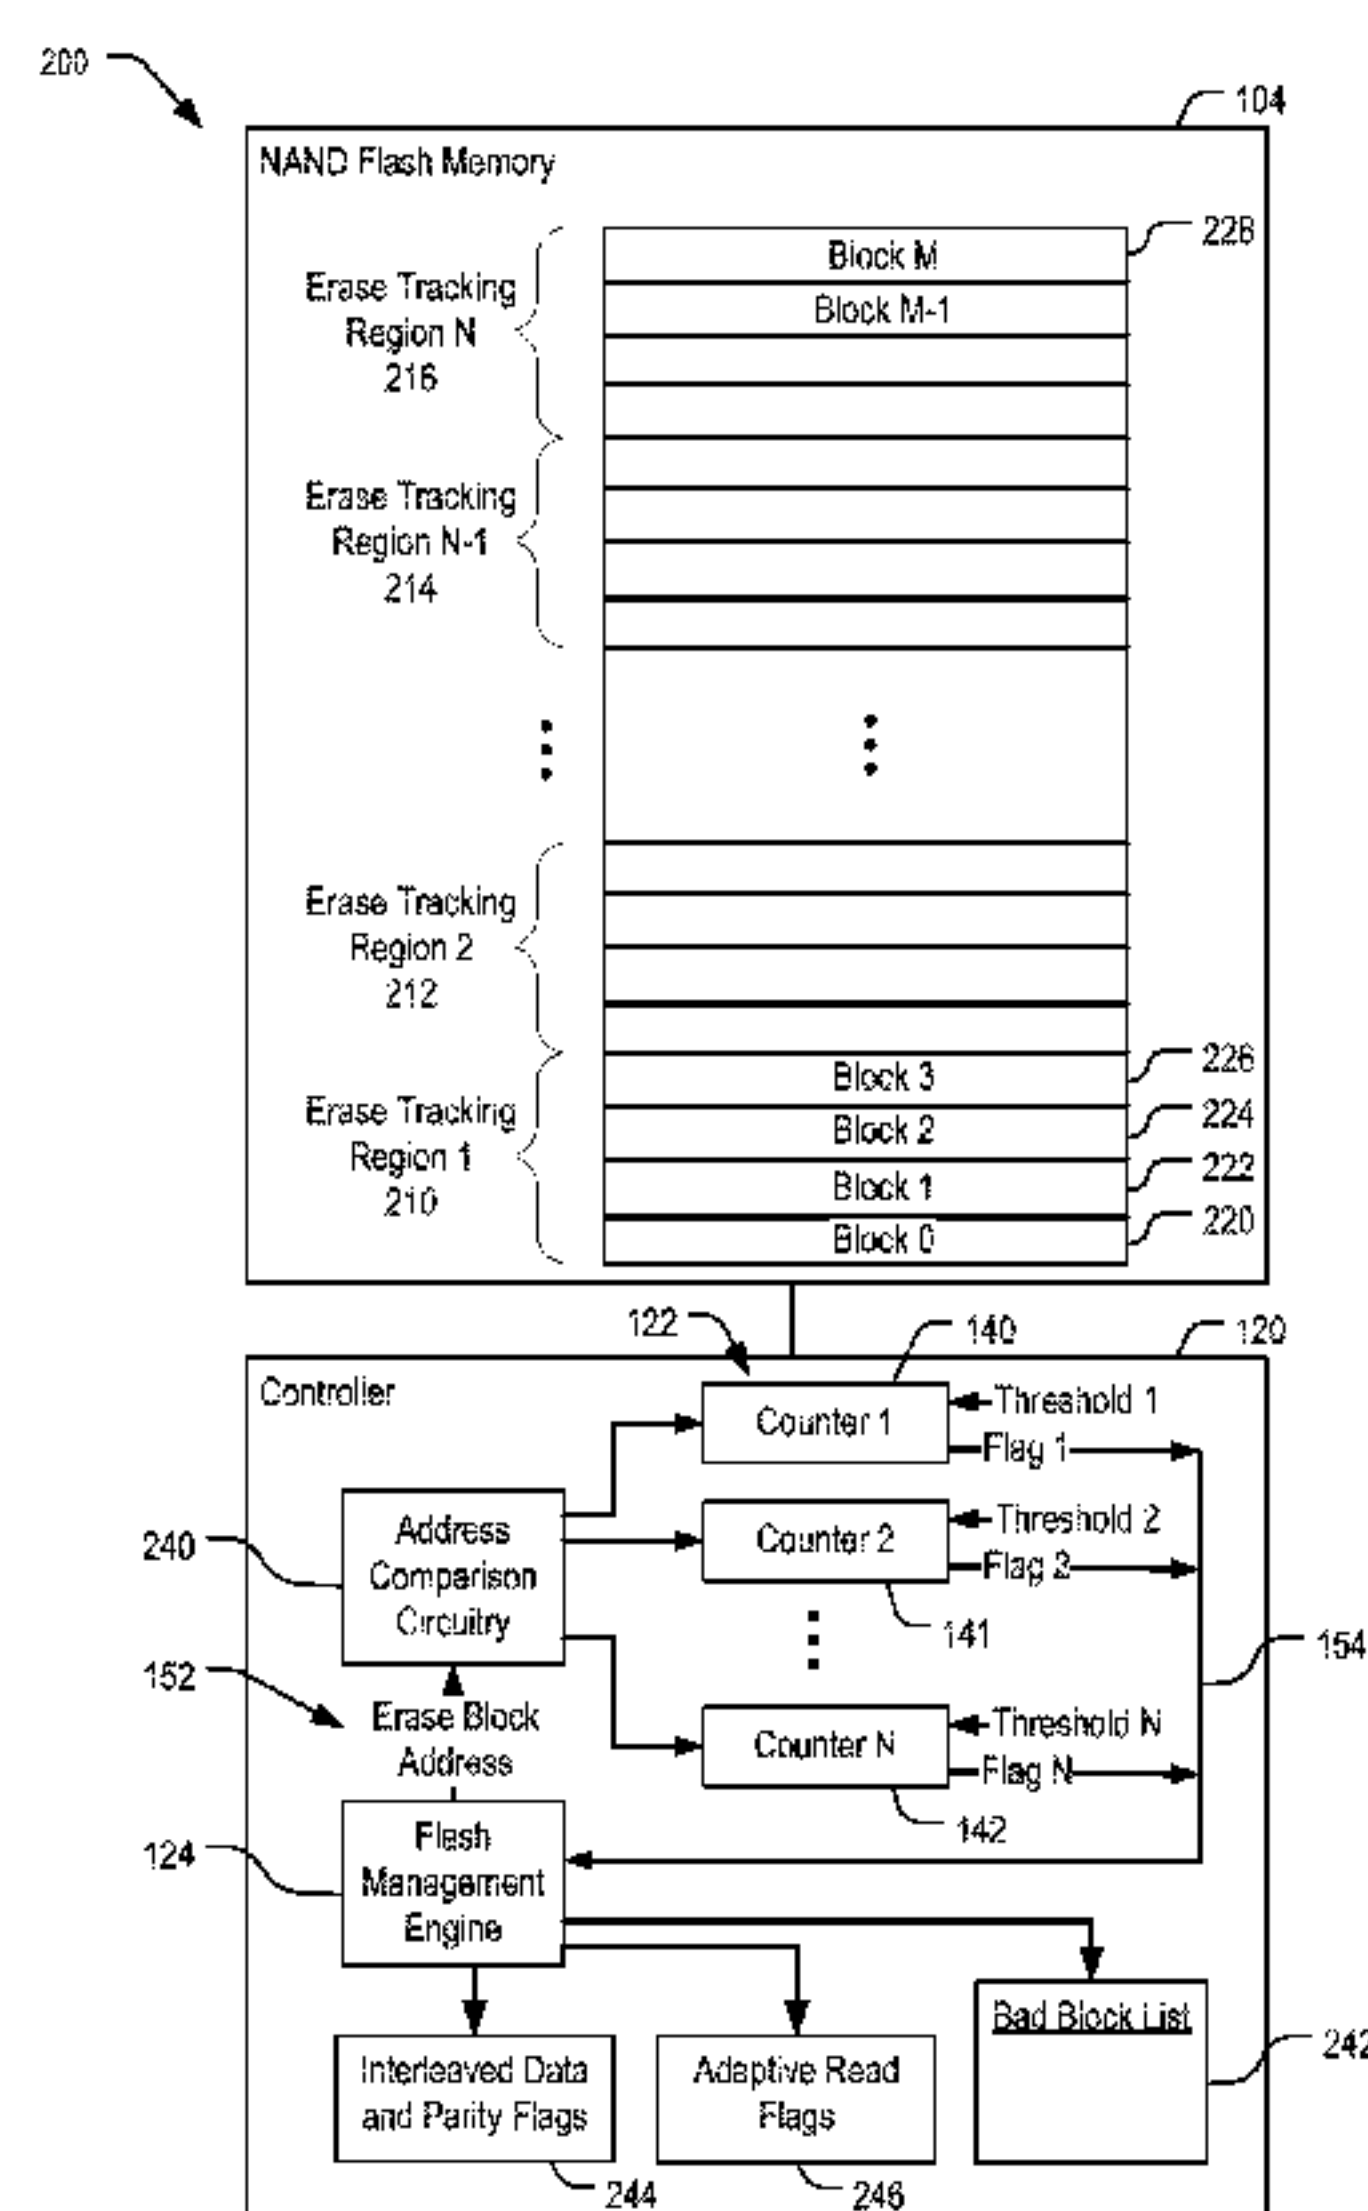 200
104
NAND Flash Memory
228
Block M
Erase Tracking
Region N
216
Block M-1
Erase Tracking
Region N-1
214
Erase Tracking
Region 2
212
Block 3
226
Erase Tracking
Region 1
210
Block 2
224
Block 1
222
Block 0
220
122
140
120
Controller
Counter 1
Threshold 1
Flag 1
Address
Comparison
Circuitry
240
Counter 2
Threshold 2
Flag 2
141
154
152
Erase Block
Address
Counter N
Threshold N
Flag N
142
124
Flash
Management
Engine
Bad Block List
242
Interleaved Data
and Parity Flags
Adaptive Read
Flags
244
246